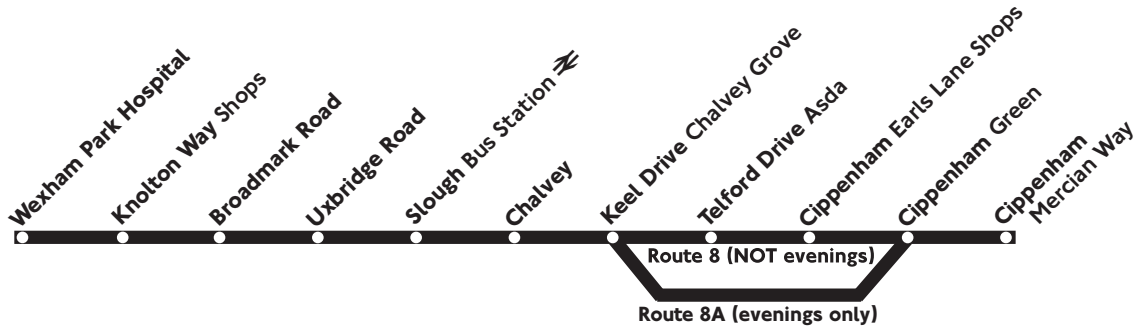 Wexham Park Hospital
Knolton Way Shops
Broadmark Road
Uxbridge Road
Slough Bus Station
Chalvey
Keel Drive Chalvey Grove
Telford Drive Asda
Cippenham Earls Lane Shops
Cippenham Green
Cippenham
Mercian Way
Route 8 (NOT evenings)
Route 8A (evenings only)